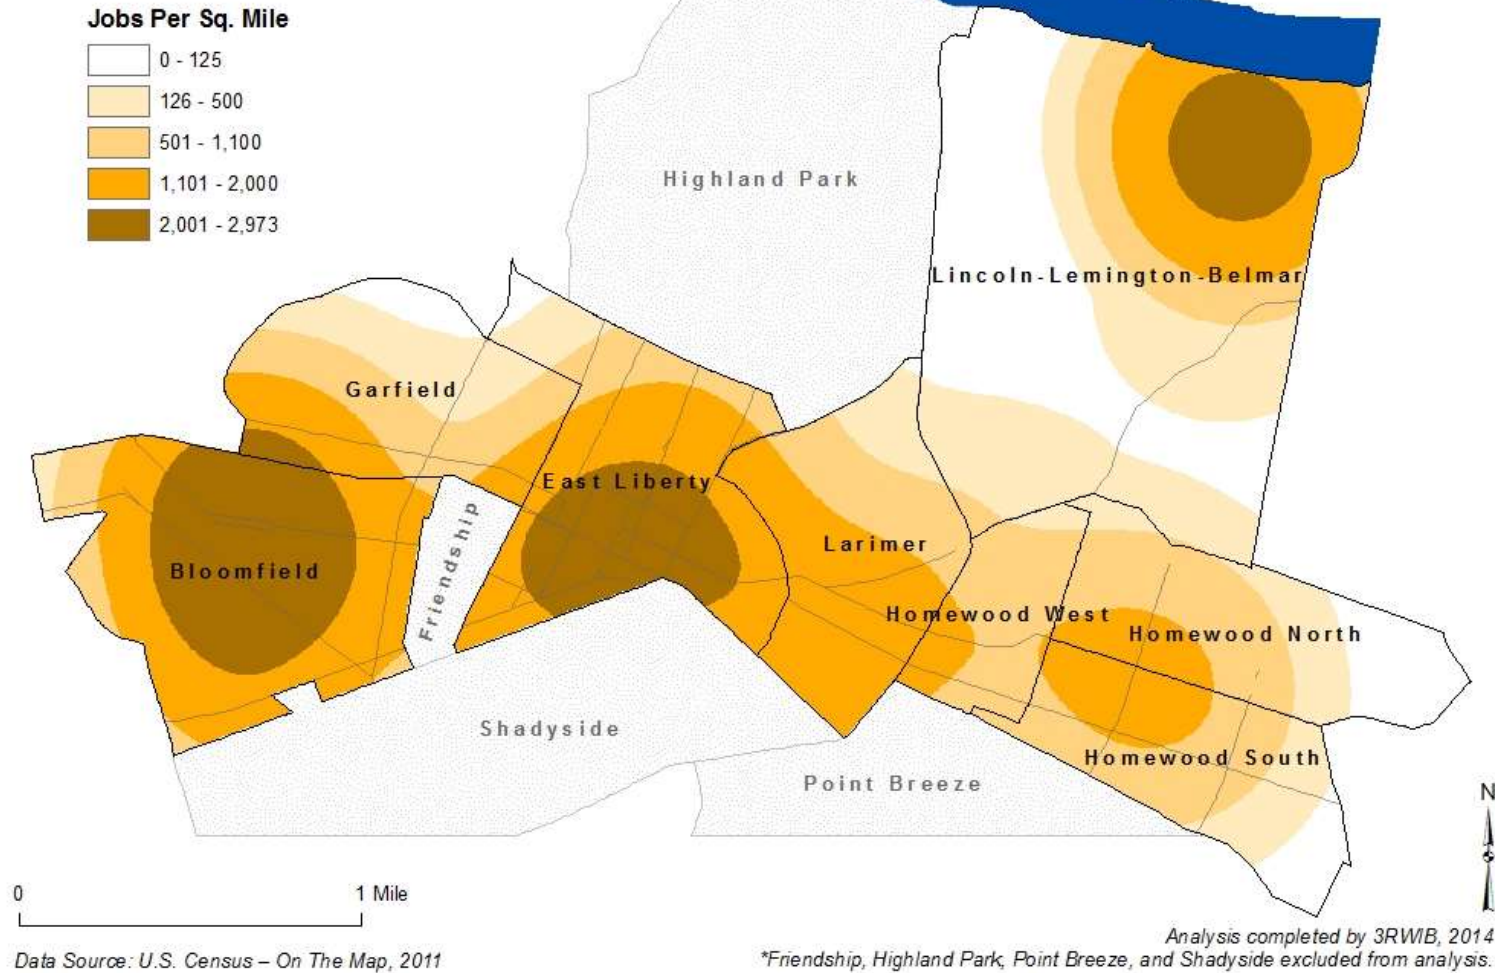 Jobs Per Sq. Mile
0 - 125
126 - 500
501 - 1,100
1,101 - 2,000
2,001 - 2,973
Highland Park
Lincoln-Lemington-Belmar
Garfield
East Liberty
Friendship
Larimer
Bloomfield
Homewood West
Homewood North
Shadyside
Homewood South
Point Breeze
N
0 1 Mile
Analysis completed by 3RWIB, 2014
Data Source: U.S. Census – On The Map, 2011
*Friendship, Highland Park, Point Breeze, and Shadyside excluded from analysis.